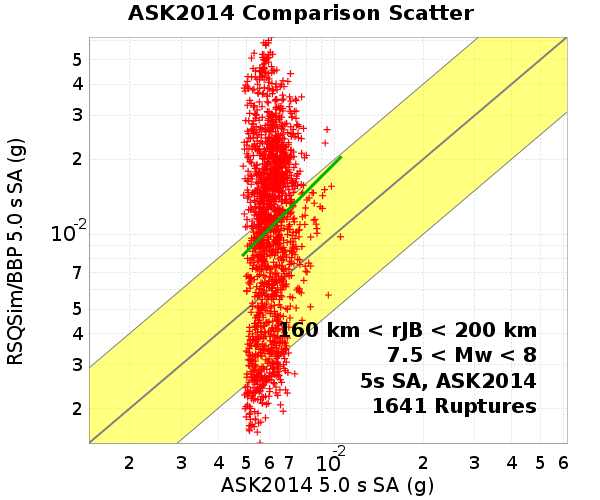 ASK2014 Comparison Scatter
RSQSim/BBP 5.0 s SA (g)
5
4
3
2
10-2
7
5
4
3
2
160 km < rJB < 200 km
7.5 < Mw < 8
5s SA, ASK2014
1641 Ruptures
2 3 4 5 6 7 10-2 2 3 4 5 6
ASK2014 5.0 s SA (g)